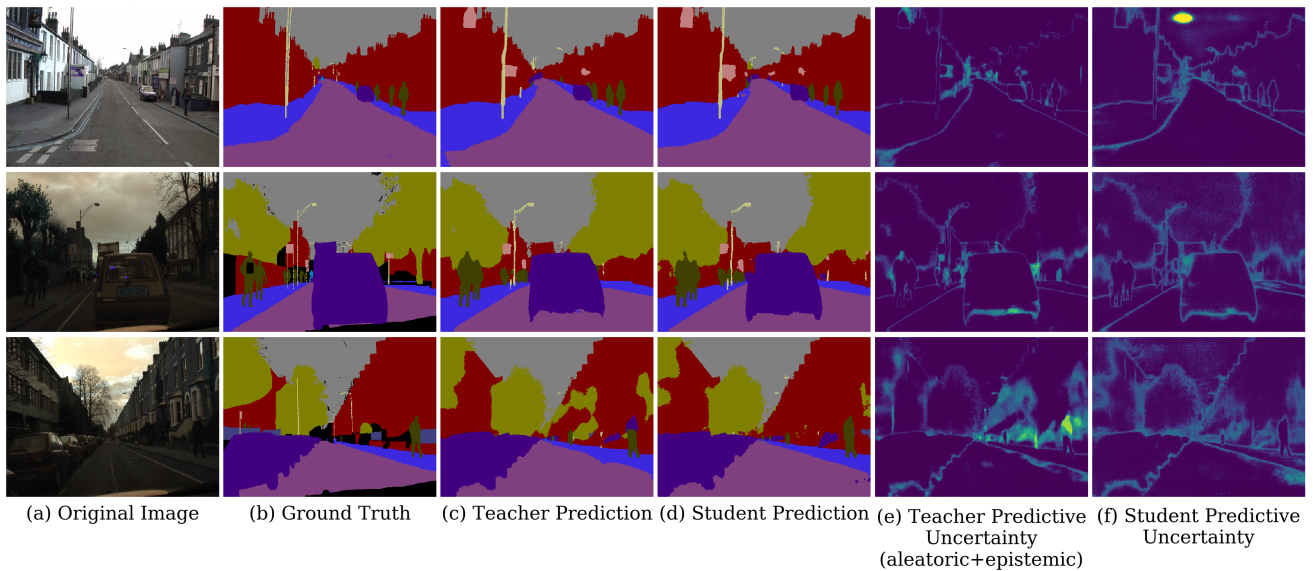 (a) Original Image
(b) Ground Truth
(c) Teacher Prediction
(d) Student Prediction
(e) Teacher Predictive
Uncertainty
(aleatoric+epistemic)
(f) Student Predictive
Uncertainty